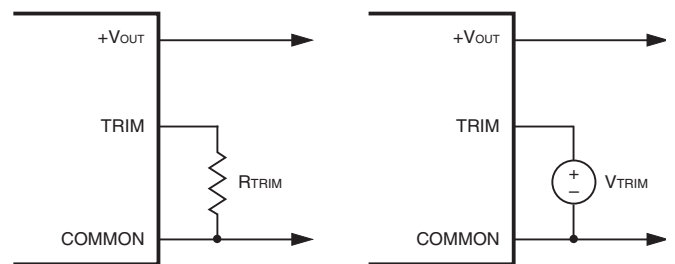 +VOUT
TRIM
RTRIM
COMMON
+VOUT
TRIM
+
–
VTRIM
COMMON